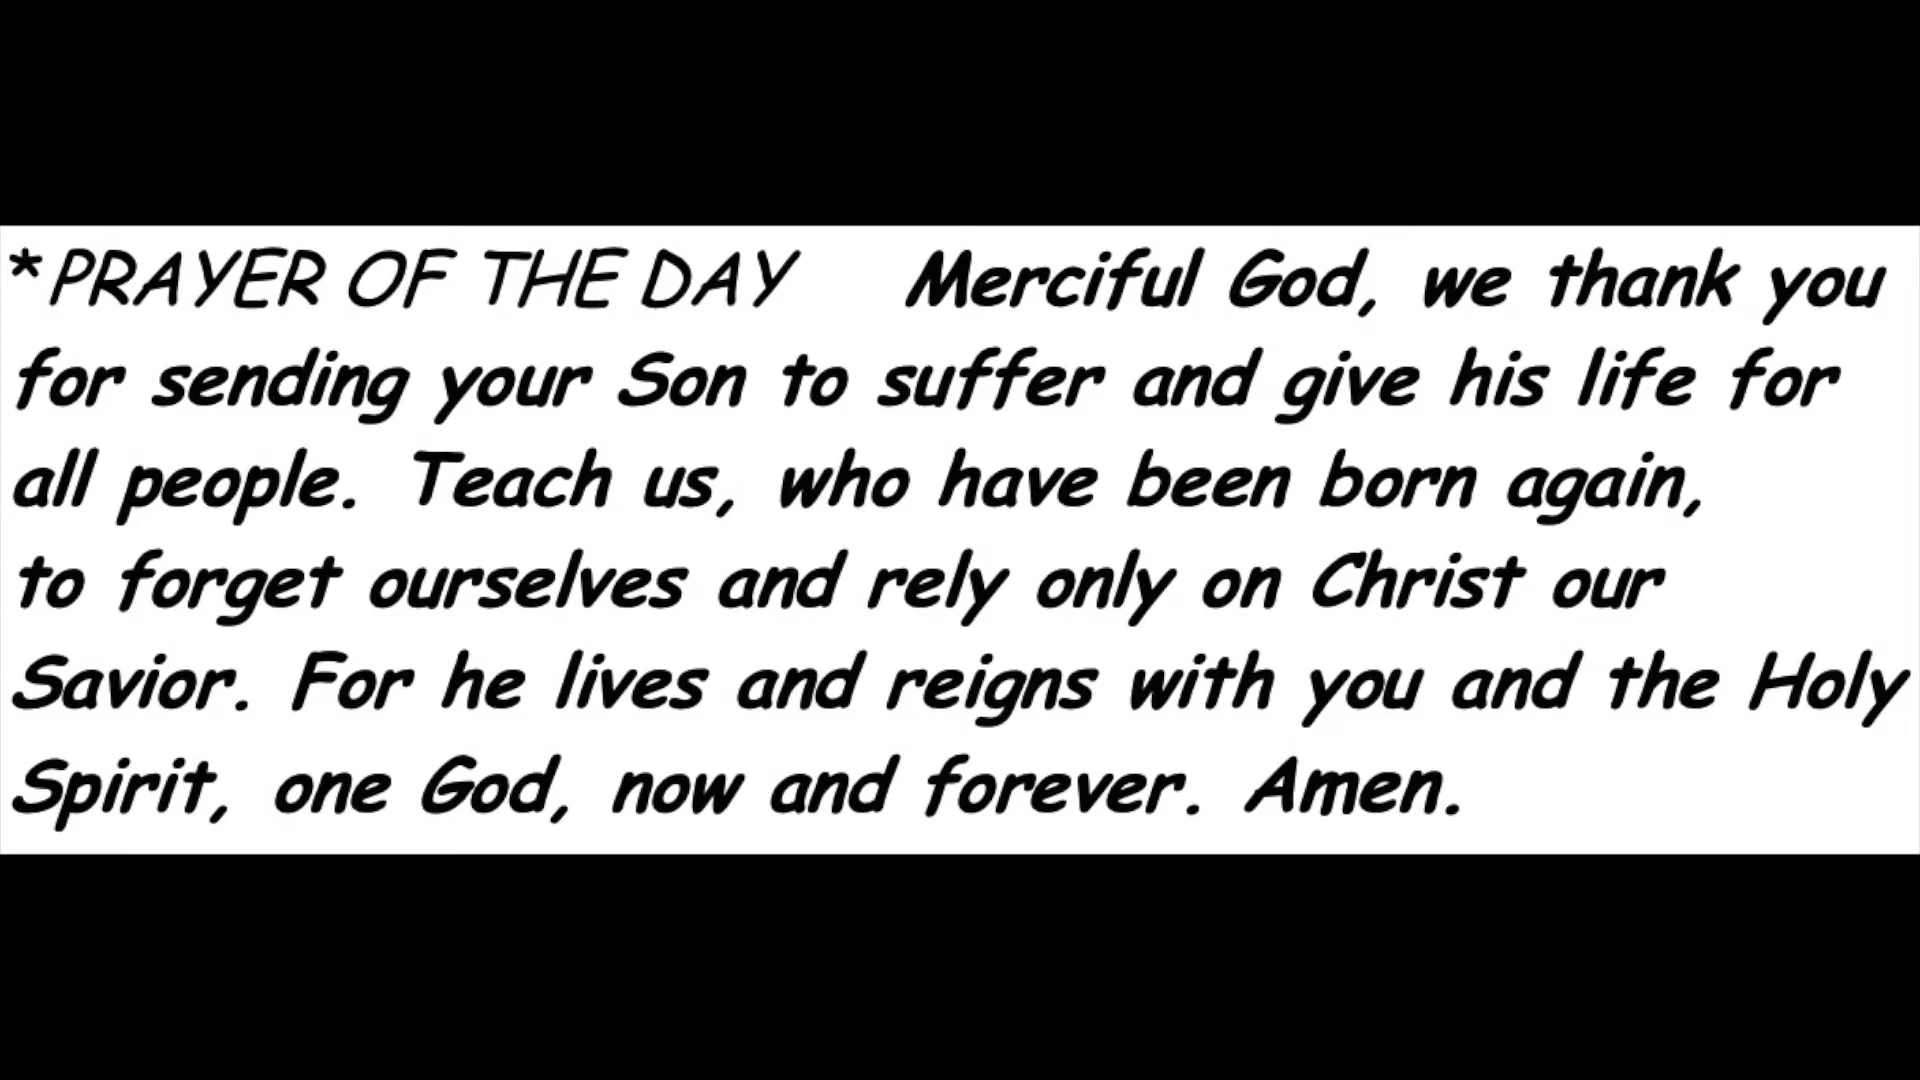 *PRAYER OF THE DAY Merciful God, we thank you
for sending your Son to suffer and give his life for
all people. Teach us, who have been born again,
to forget ourselves and rely only on Christ our
Savior. For he lives and reigns with you and the Holy
Spirit, one God, now and forever. Amen.